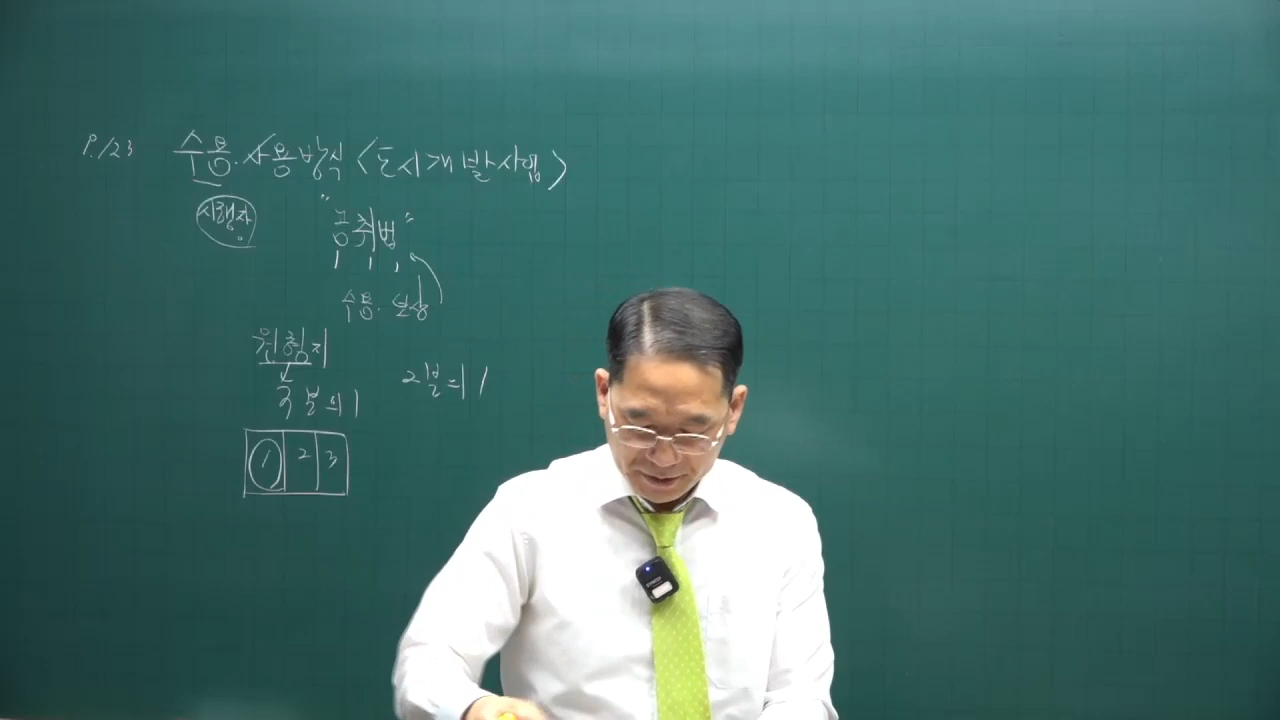 P.123 수용·사용방식 <도시개발사업>
시행자 "공취법"
수용·보상
원형지
3분의1 2분의1
1 2 3